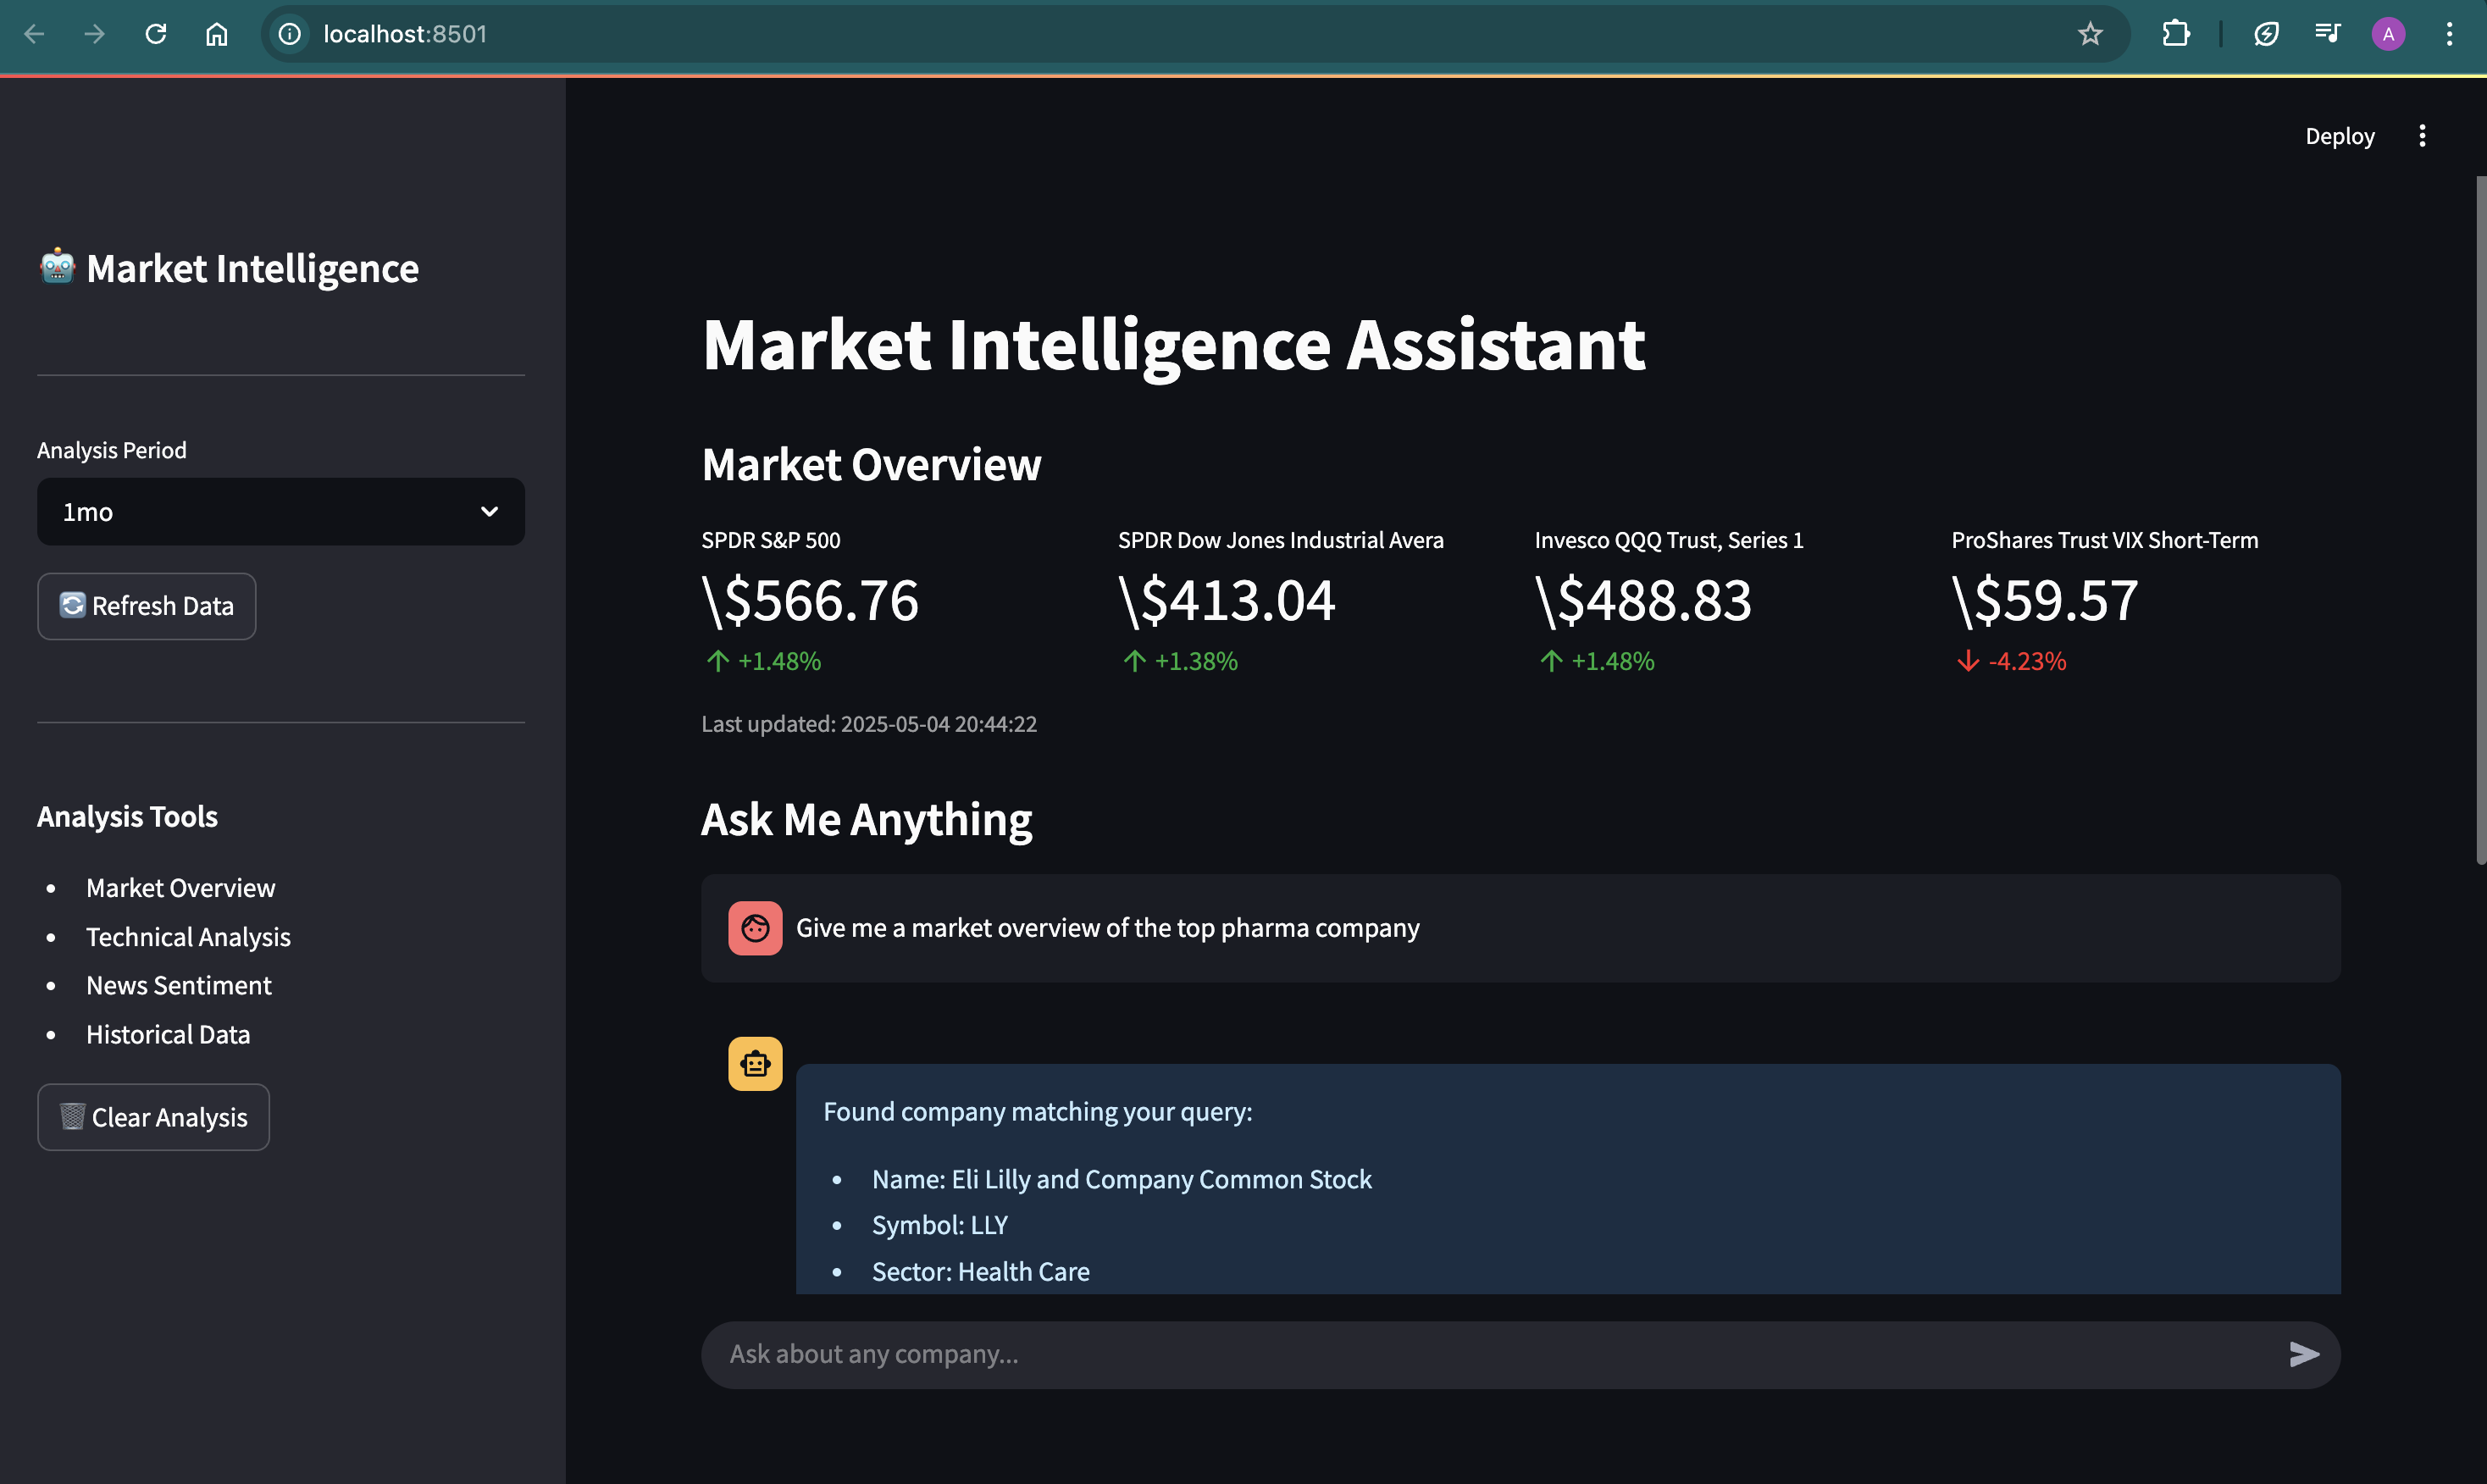 localhost:8501
A
Deploy
Market Intelligence
Analysis Period
1mo
Refresh Data
Analysis Tools
Market Overview
Technical Analysis
News Sentiment
Historical Data
Clear Analysis
Market Intelligence Assistant
Market Overview
SPDR S&P 500
\$566.76
+1.48%
SPDR Dow Jones Industrial Avera
\$413.04
+1.38%
Invesco QQQ Trust, Series 1
\$488.83
+1.48%
ProShares Trust VIX Short-Term
\$59.57
-4.23%
Last updated: 2025-05-04 20:44:22
Ask Me Anything
Give me a market overview of the top pharma company
Found company matching your query:
Name: Eli Lilly and Company Common Stock
Symbol: LLY
Sector: Health Care
Ask about any company...